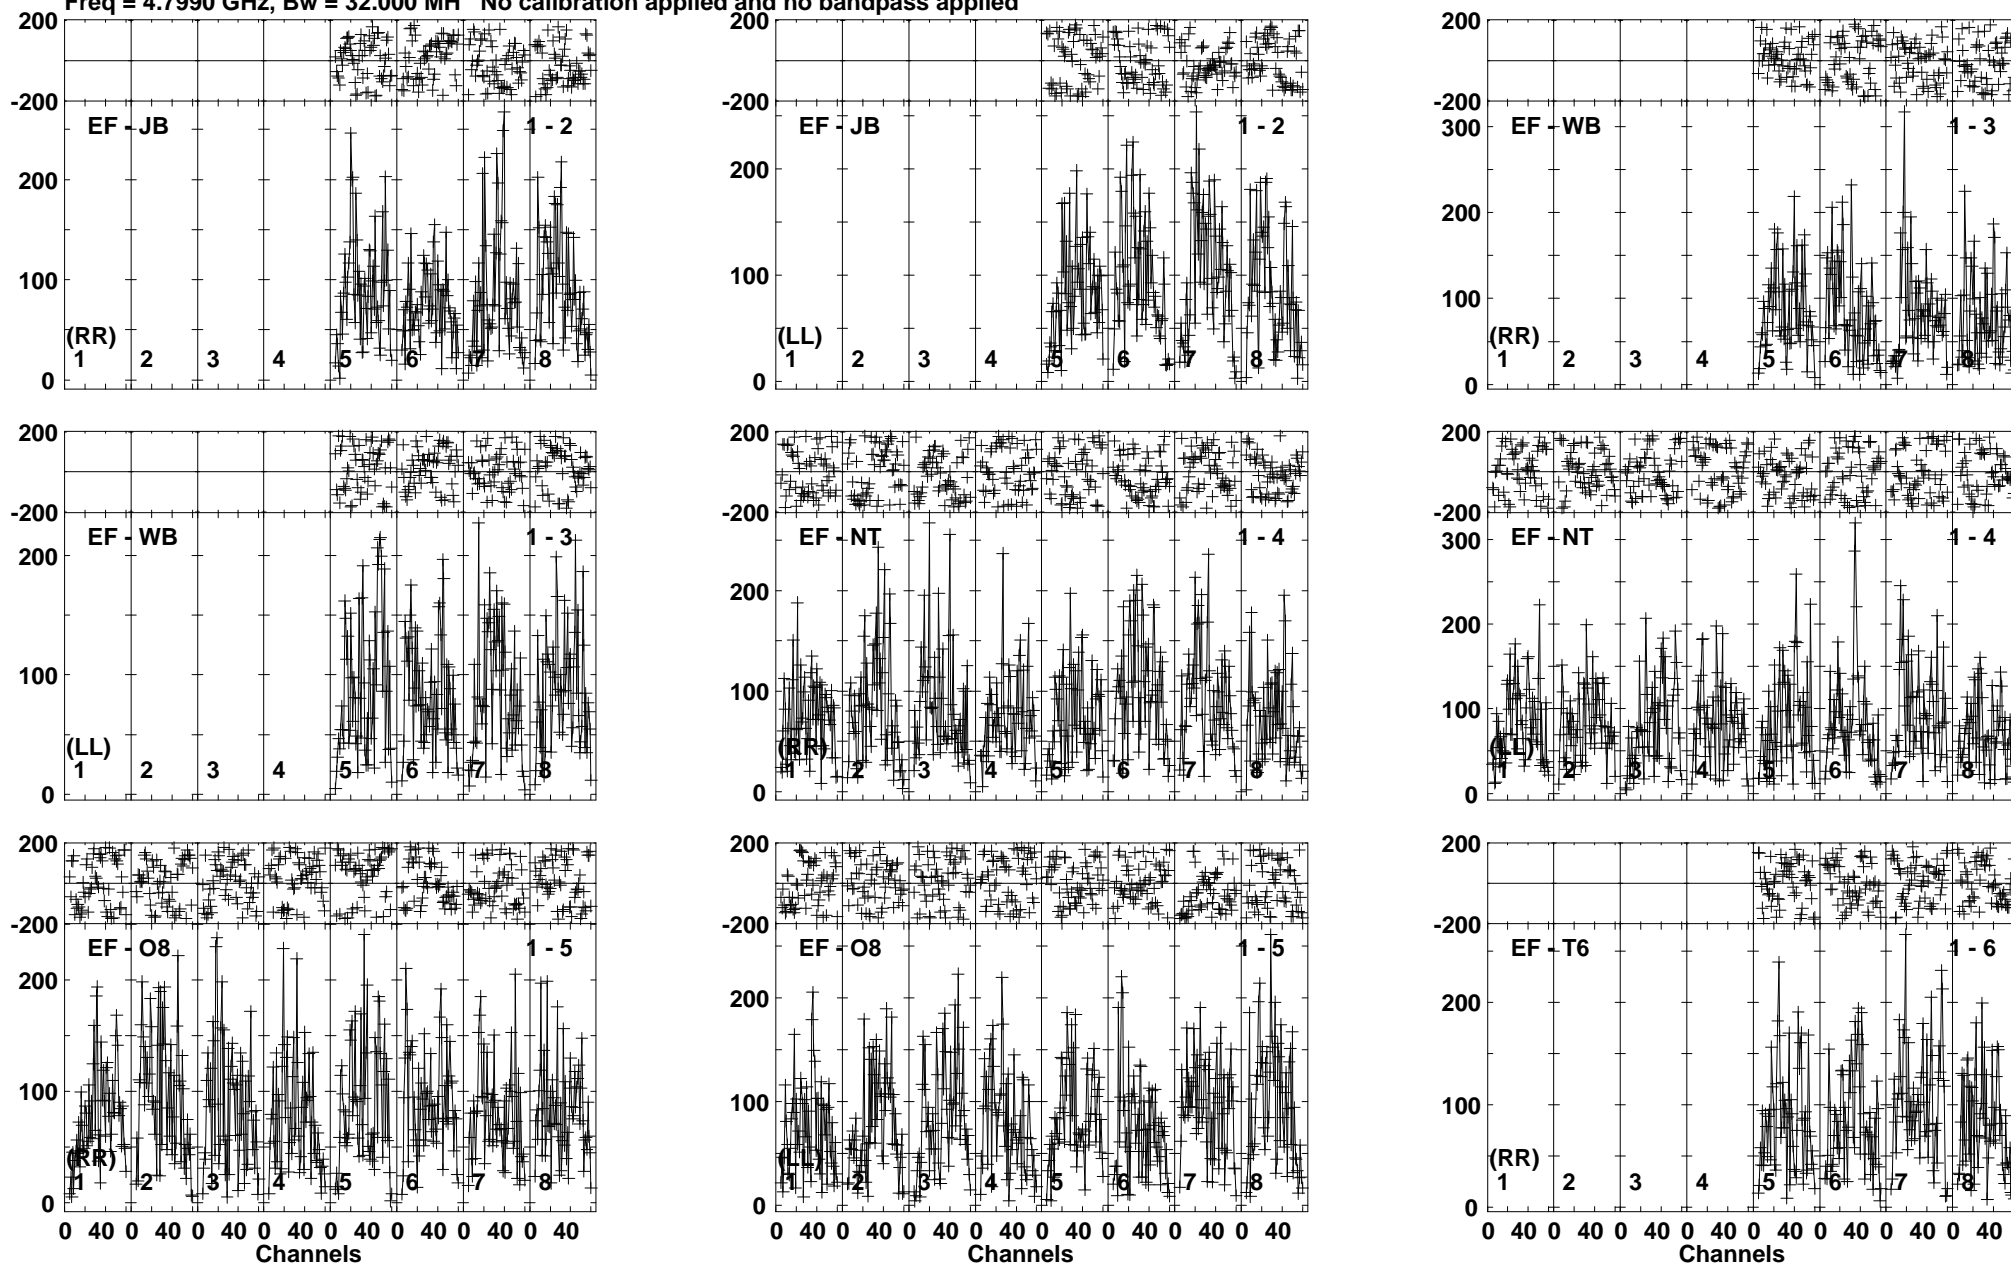 Freq = 4.7990 GHz, Bw = 32.000 MH No calibration applied and no bandpass applied
200 200 200
-200 -200 -200
EF - JB 1 - 2 EF - JB 1 - 2 EF - WB 1 - 3
300
200 200 200
100 100 100
(RR) (LL) (RR)
1 2 3 4 5 6 7 8 1 2 3 4 5 6 7 8 1 2 3 4 5 6 7 8
0 0 0
200 200 200
-200 -200 -200
EF - WB 1 - 3 EF - NT 1 - 4 EF - NT 1 - 4
300
200 200 200
100 100 100
(LL) (RR) (LL)
1 2 3 4 5 6 7 8 1 2 3 4 5 6 7 8 1 2 3 4 5 6 7 8
0 0 0
200 200 200
-200 -200 -200
EF - O8 1 - 5 EF - O8 1 - 5 EF - T6 1 - 6
200 200 200
100 100 100
(RR) (LL) (RR)
1 2 3 4 5 6 7 8 1 2 3 4 5 6 7 8 1 2 3 4 5 6 7 8
0 0 0
0 40 0 40 0 40 0 40 0 40 0 40 0 40 0 40 0 40 0 40 0 40 0 40 0 40 0 40 0 40 0 40 0 40 0 40 0 40 0 40 0 40 0 40 0 40 0 40
Channels Channels Channels